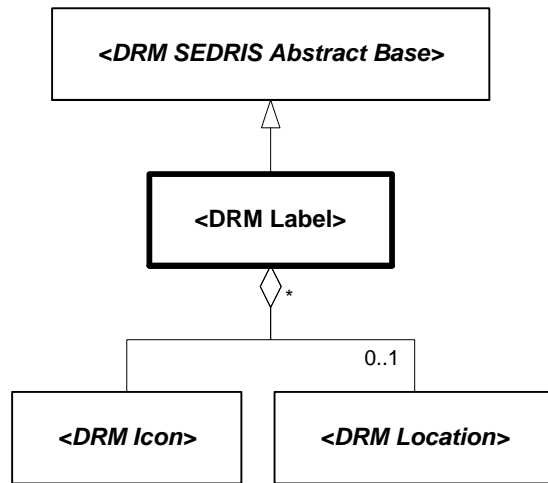 <DRM SEDRIS Abstract Base>
<DRM Label>
*
0..1
<DRM Icon>
<DRM Location>